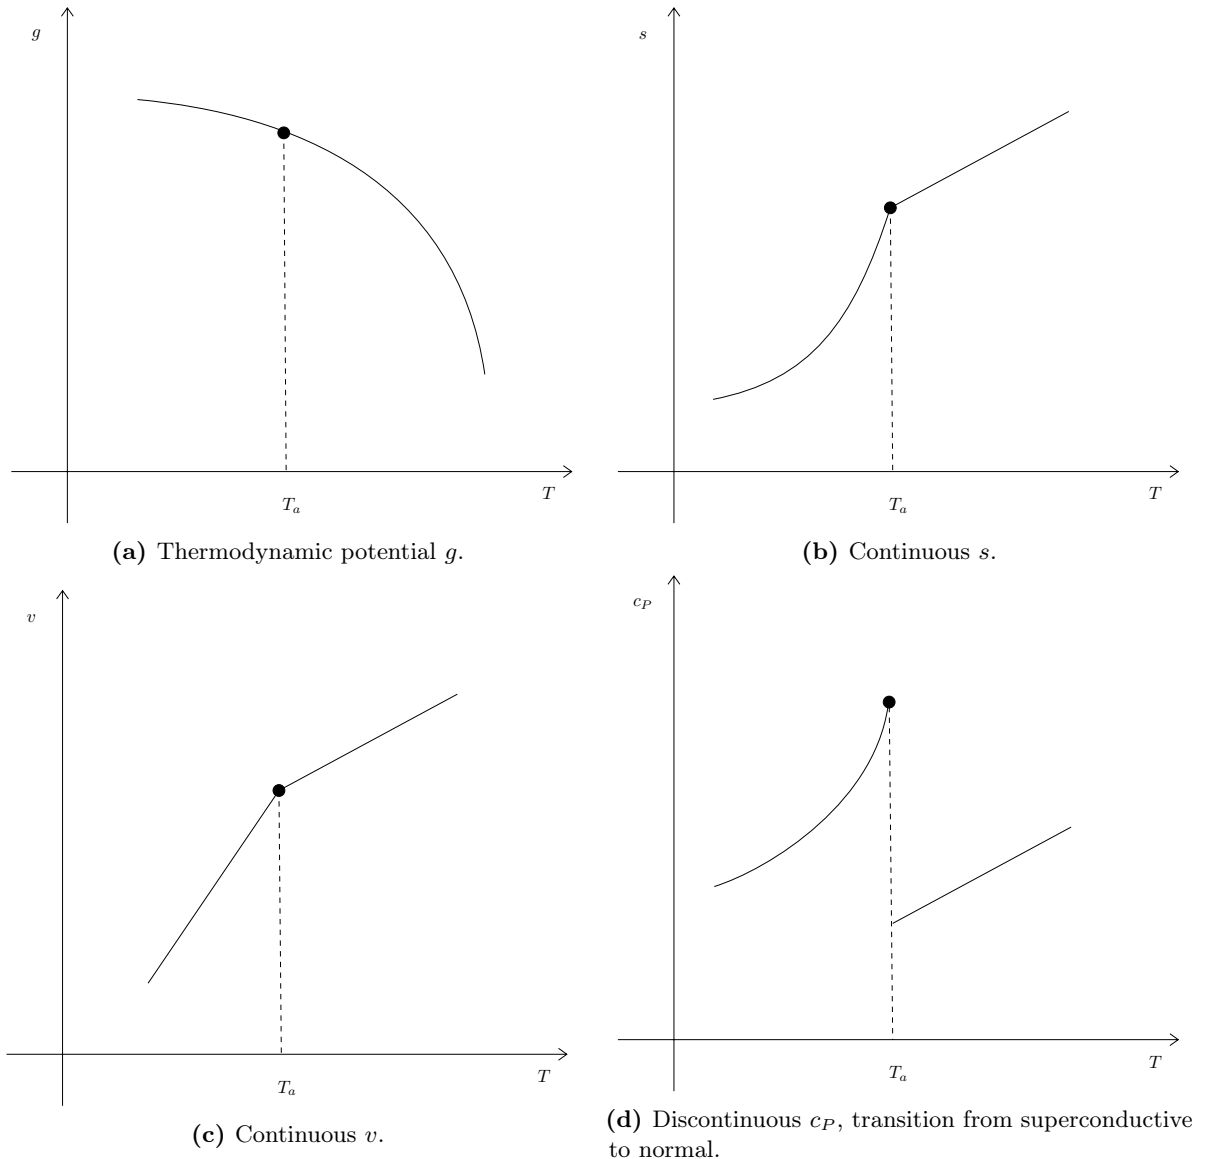 g
T
T_a
(a) Thermodynamic potential g.
s
T
T_a
(b) Continuous s.
v
T
T_a
(c) Continuous v.
c_P
T
T_a
(d) Discontinuous c_P, transition from superconductive
to normal.